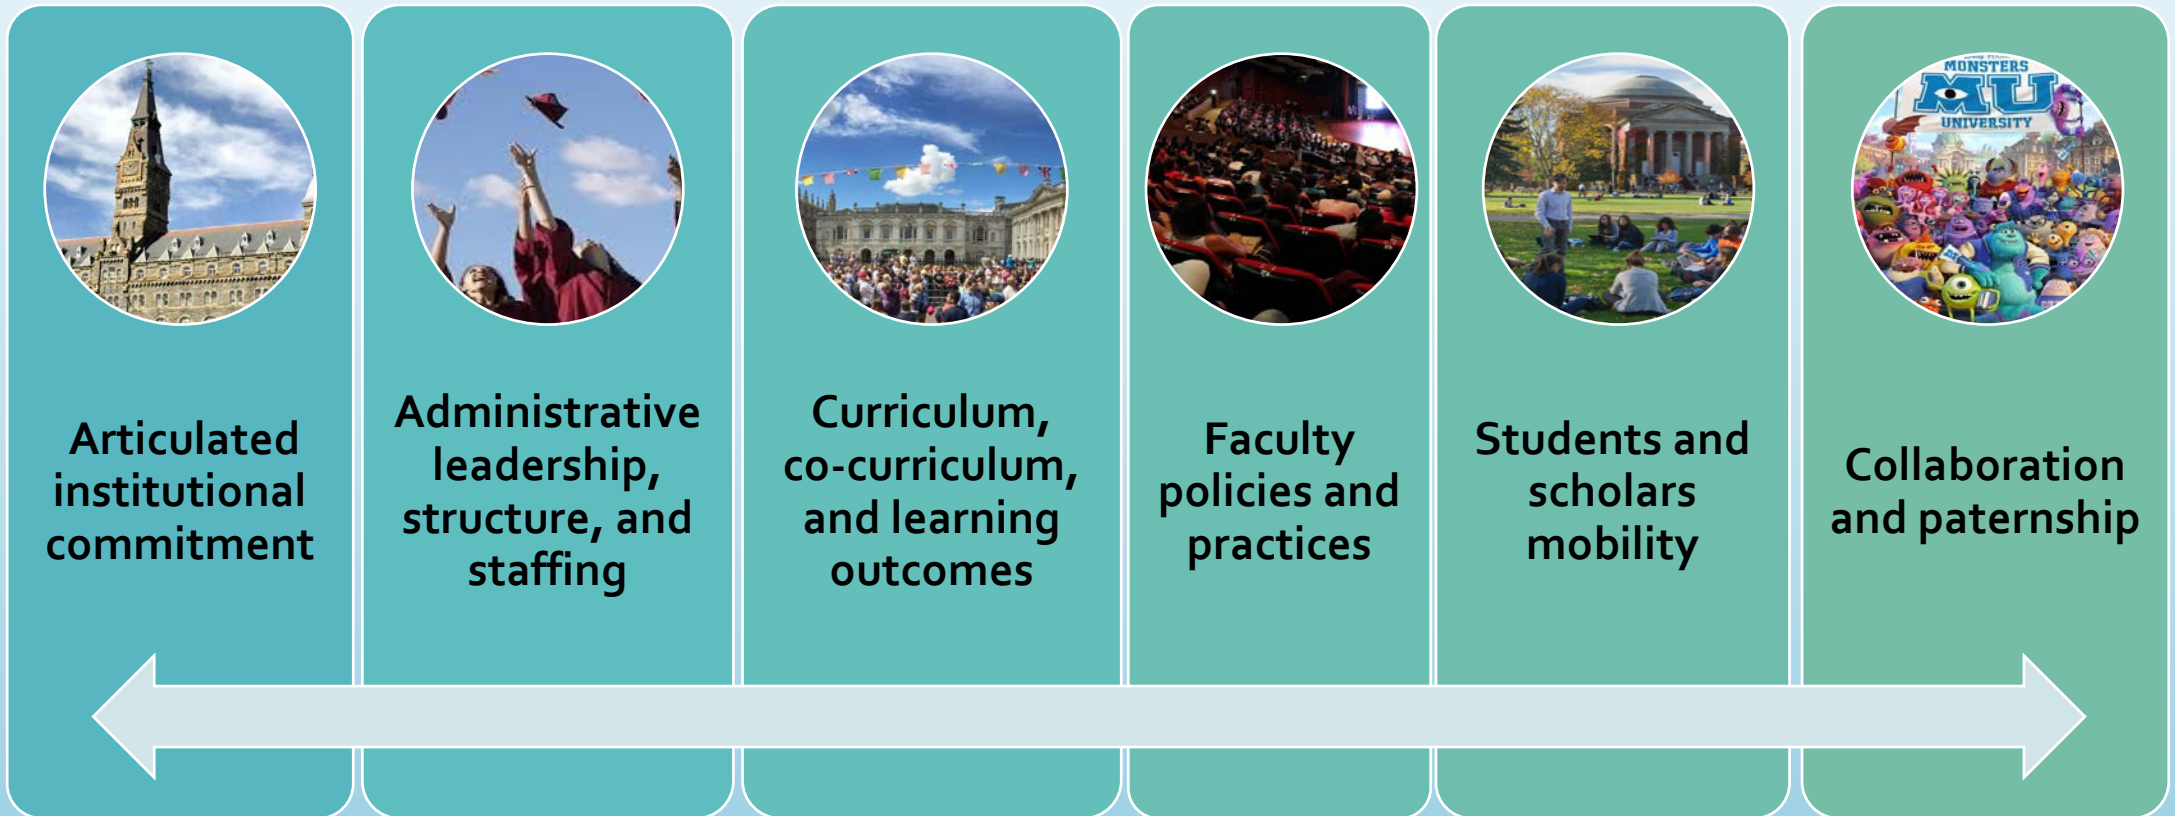 MONSTERS
MU
UNIVERSITY
Articulated
institutional
commitment
Administrative
leadership,
structure, and
staffing
Curriculum,
co-curriculum,
and learning
outcomes
Faculty
policies and
practices
Students and
scholars
mobility
Collaboration
and paternship